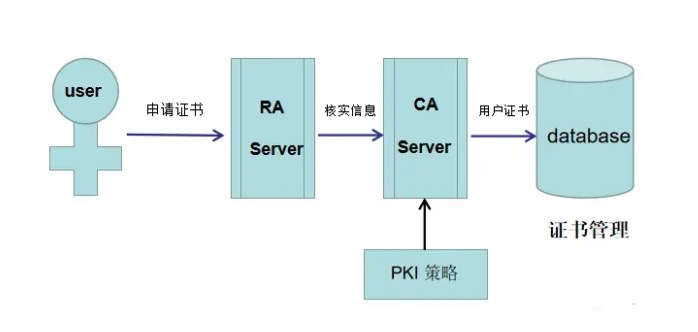 user
申请证书
RA
Server
核实信息
CA
Server
用户证书
database
证书管理
PKI 策略